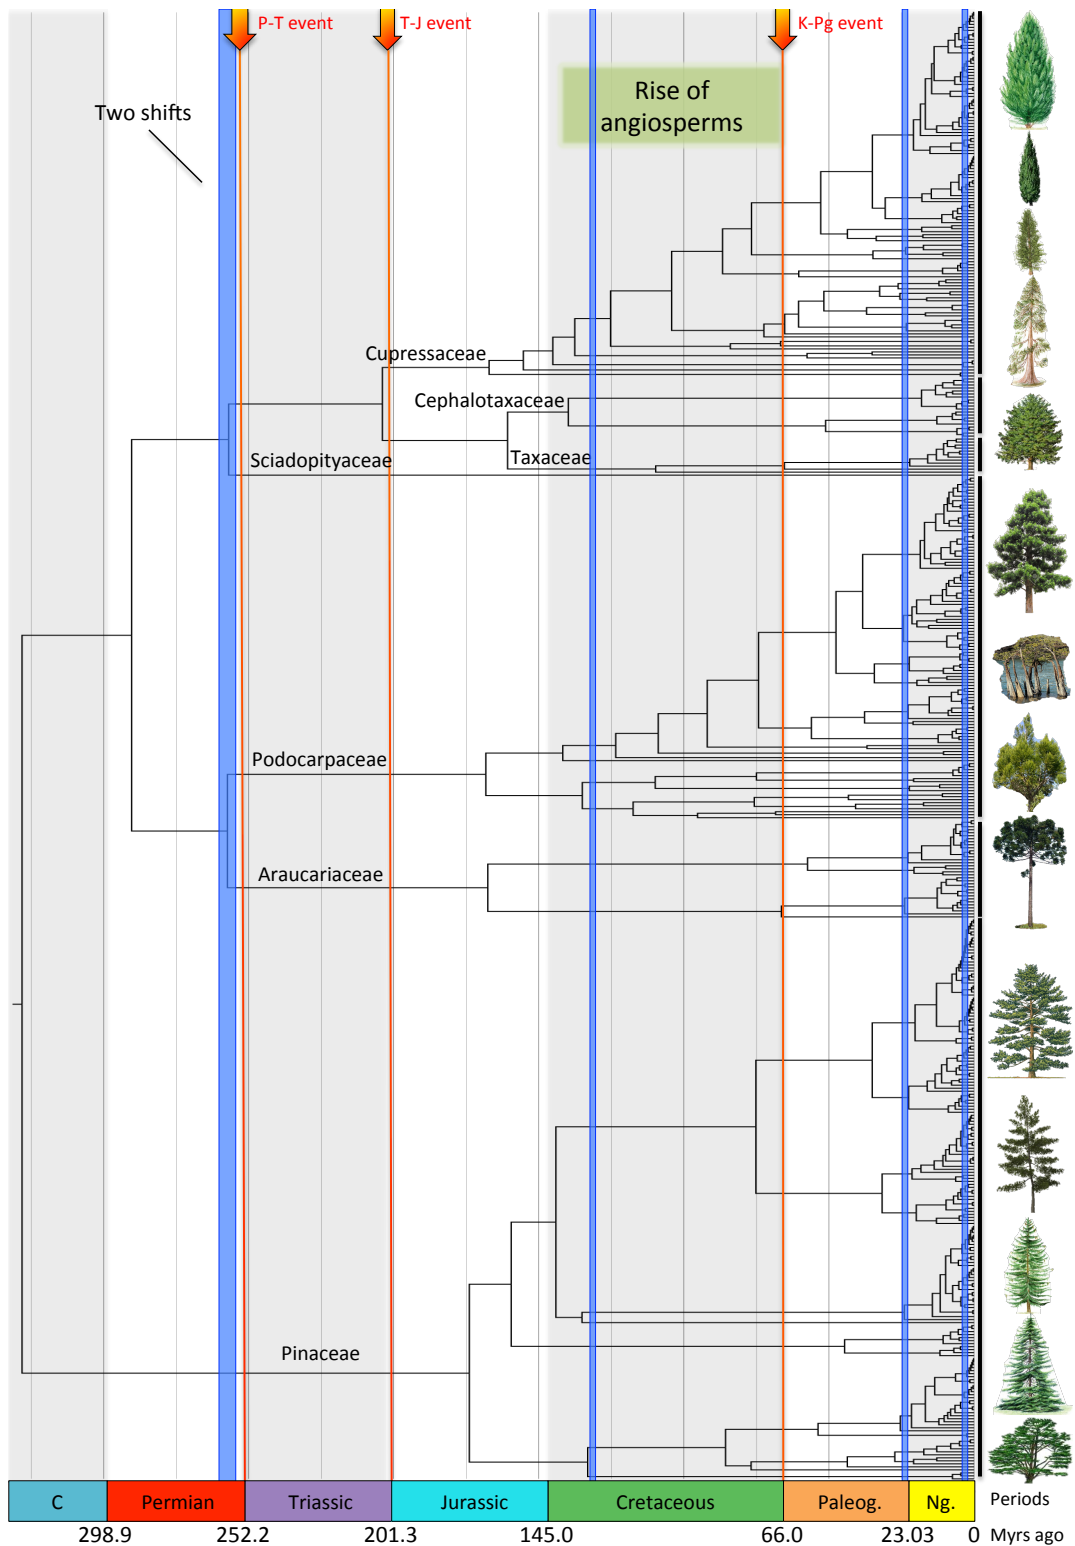 P-T event
T-J event
K-Pg event
Two shifts
Rise of
angiosperms
Cupressaceae
Cephalotaxaceae
Sciadopityaceae
Taxaceae
Podocarpaceae
Araucariaceae
Pinaceae
C Permian Triassic Jurassic Cretaceous Paleog. Ng. Periods
298.9 252.2 201.3 145.0 66.0 23.03 0 Myrs ago